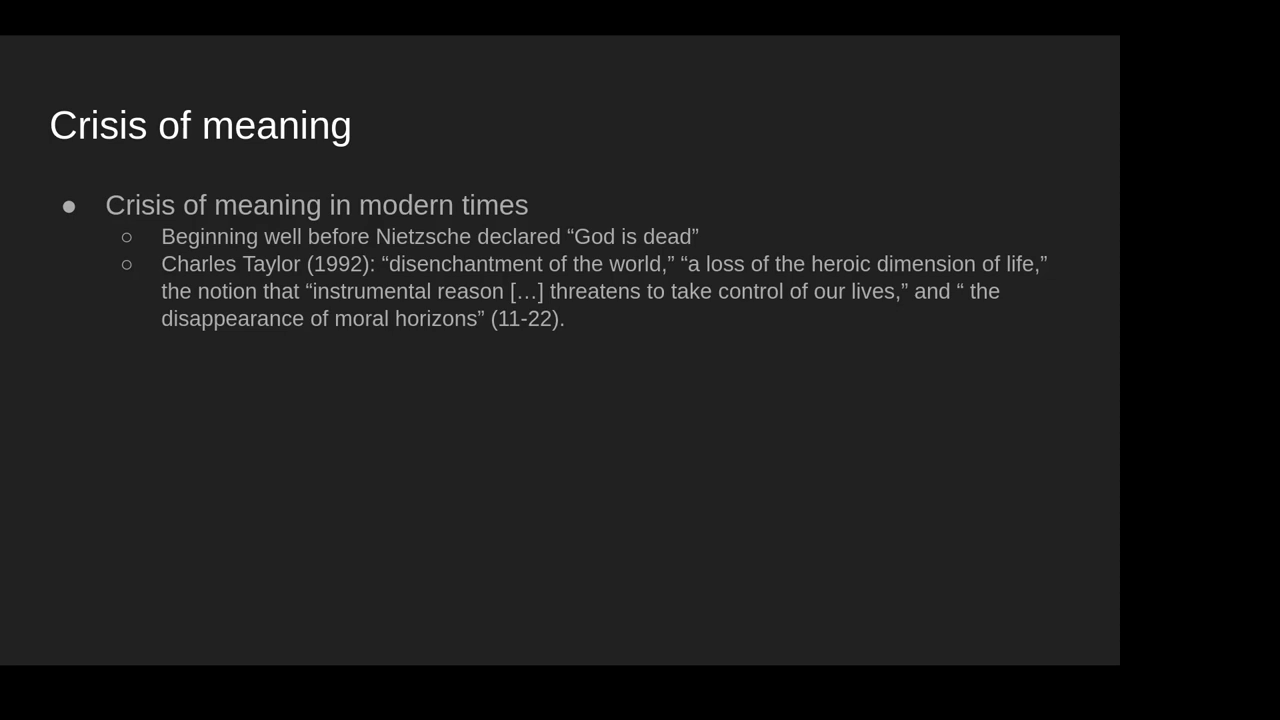 Crisis of meaning
● Crisis of meaning in modern times
○ Beginning well before Nietzsche declared “God is dead”
○ Charles Taylor (1992): “disenchantment of the world,” “a loss of the heroic dimension of life,”
the notion that “instrumental reason […] threatens to take control of our lives,” and “ the
disappearance of moral horizons” (11-22).